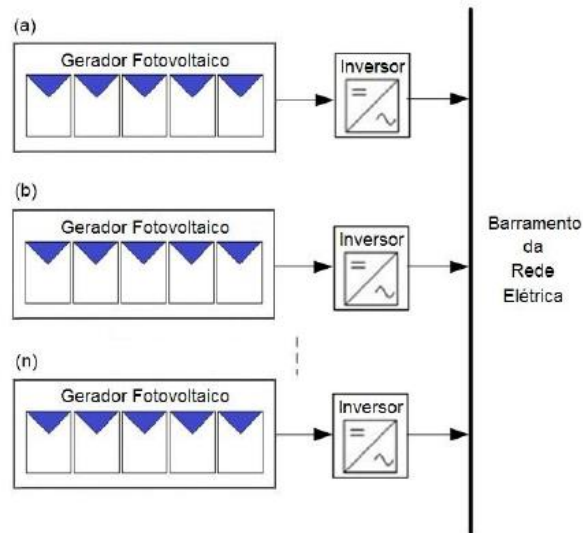 (a)
Gerador Fotovoltaico
Inversor
(b)
Gerador Fotovoltaico
Inversor
Barramento
da
Rede
Elétrica
(n)
Gerador Fotovoltaico
Inversor